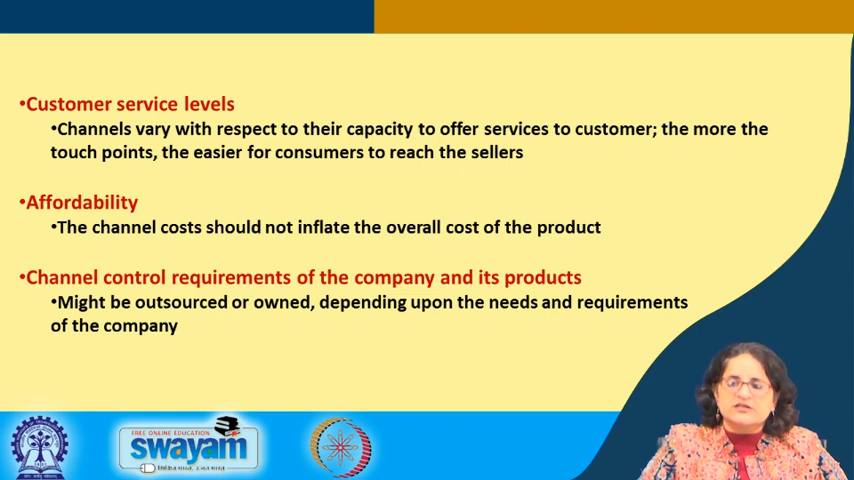 •Customer service levels
•Channels vary with respect to their capacity to offer services to customer; the more the
touch points, the easier for consumers to reach the sellers
•Affordability
•The channel costs should not inflate the overall cost of the product
•Channel control requirements of the company and its products
•Might be outsourced or owned, depending upon the needs and requirements
of the company
FREE ONLINE EDUCATION
swayam